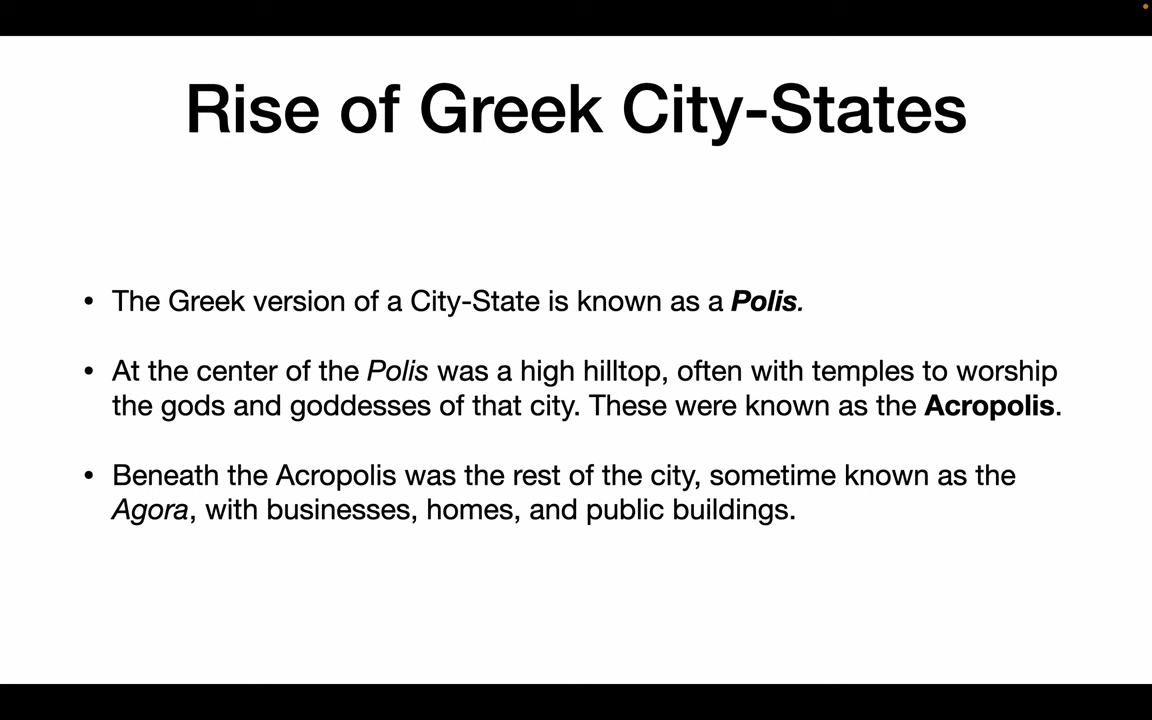 Rise of Greek City-States
• The Greek version of a City-State is known as a Polis.
• At the center of the Polis was a high hilltop, often with temples to worship
the gods and goddesses of that city. These were known as the Acropolis.
• Beneath the Acropolis was the rest of the city, sometime known as the
Agora, with businesses, homes, and public buildings.